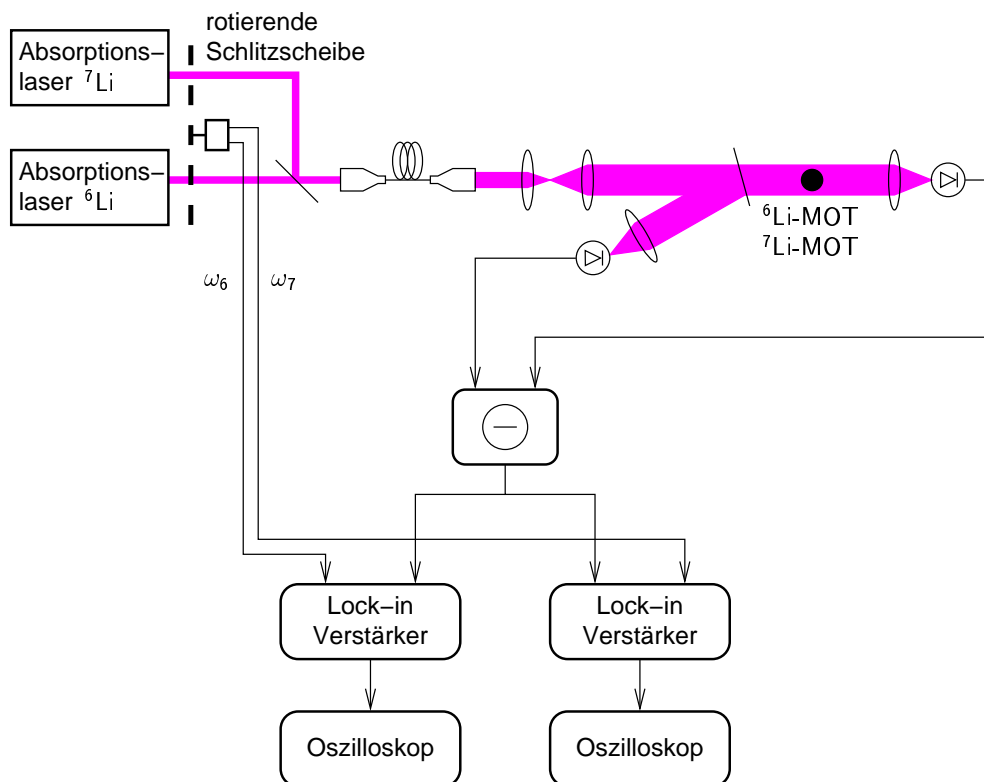 rotierende
Schlitzscheibe
Absorptions–
laser ⁷Li
Absorptions–
laser ⁶Li
⁶Li-MOT
⁷Li-MOT
ω₆
ω₇
Lock–in
Verstärker
Lock–in
Verstärker
Oszilloskop
Oszilloskop